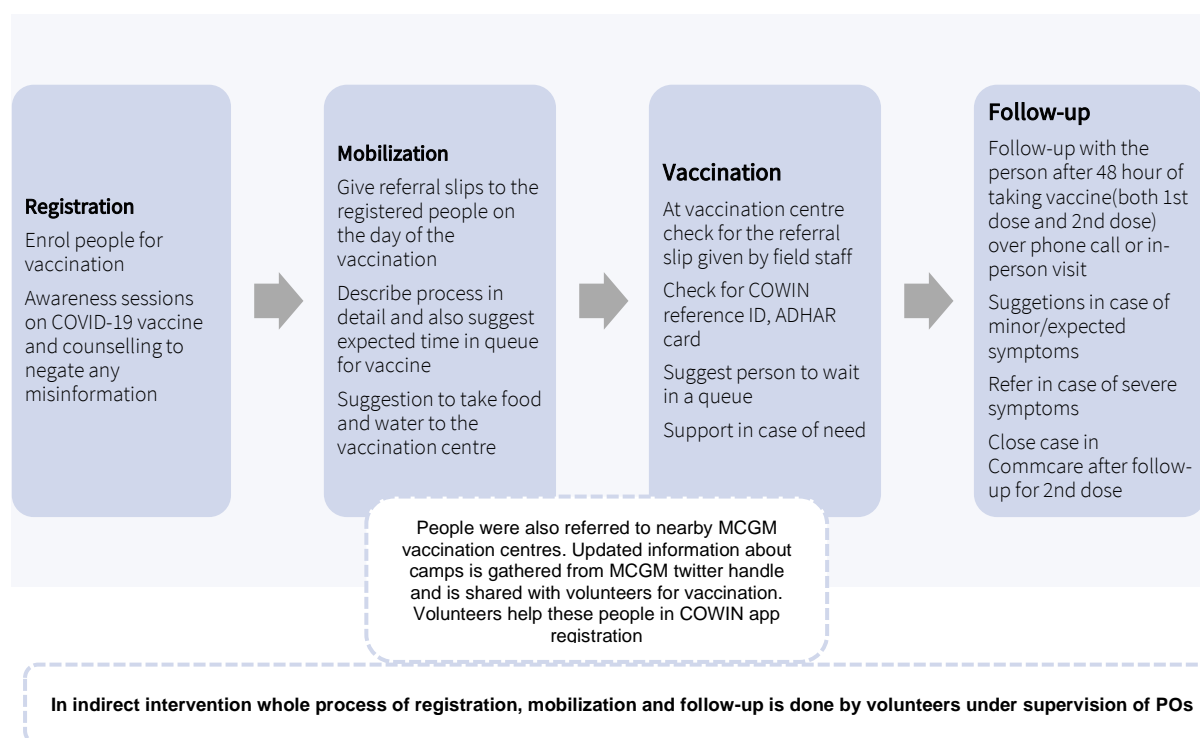 Registration
Enrol people for
vaccination
Awareness sessions
on COVID-19 vaccine
and counselling to
negate any
misinformation
Mobilization
Give referral slips to the
registered people on
the day of the
vaccination
Describe process in
detail and also suggest
expected time in queue
for vaccine
Suggestion to take food
and water to the
vaccination centre
Vaccination
At vaccination centre
check for the referral
slip given by field staff
Check for COWIN
reference ID, ADHAR
card
Suggest person to wait
in a queue
Support in case of need
Follow-up
Follow-up with the
person after 48 hour of
taking vaccine(both 1st
dose and 2nd dose)
over phone call or in-
person visit
Suggetions in case of
minor/expected
symptoms
Refer in case of severe
symptoms
Close case in
Commcare after follow-
up for 2nd dose
People were also referred to nearby MCGM
vaccination centres. Updated information about
camps is gathered from MCGM twitter handle
and is shared with volunteers for vaccination.
Volunteers help these people in COWIN app
registration
In indirect intervention whole process of registration, mobilization and follow-up is done by volunteers under supervision of POs